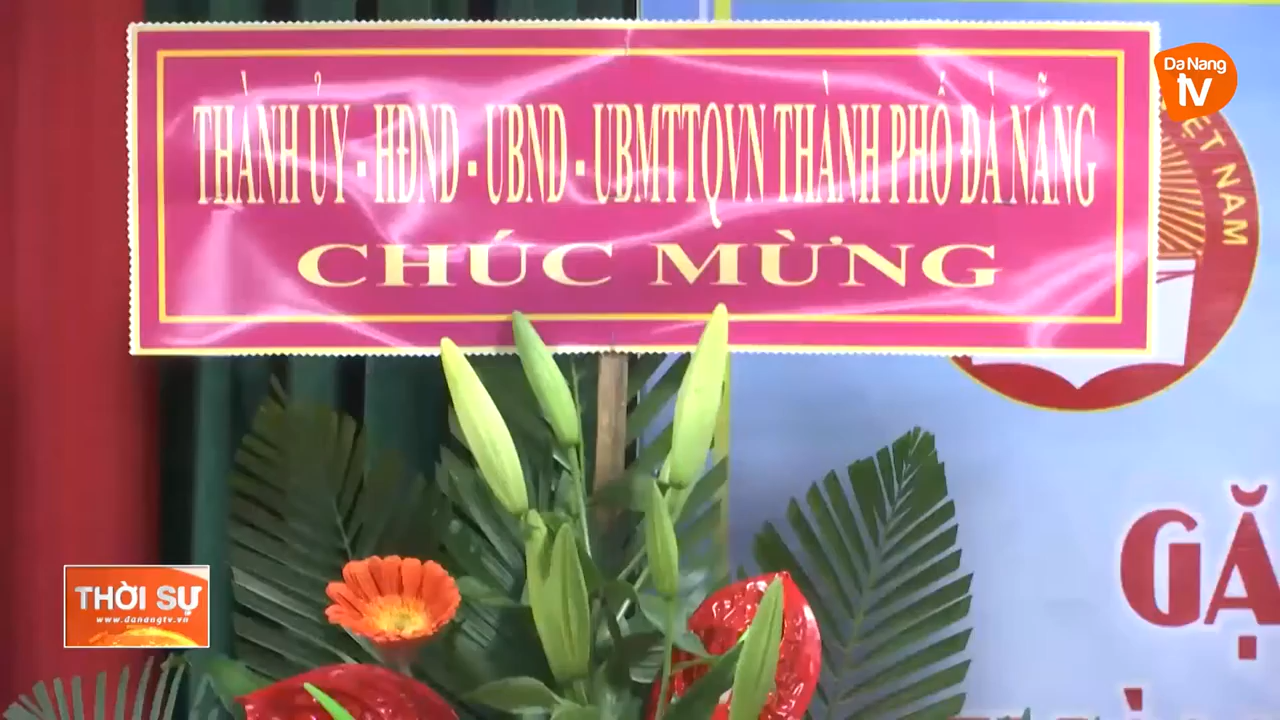 THÀNH ỦY - HĐND - UBND - UBMTTQVN THÀNH PHỐ ĐÀ NẴNG
CHÚC MỪNG
Da Nang
tv
ỆT NAM
GẶ
THỜI SỰ
www.danangtv.vn